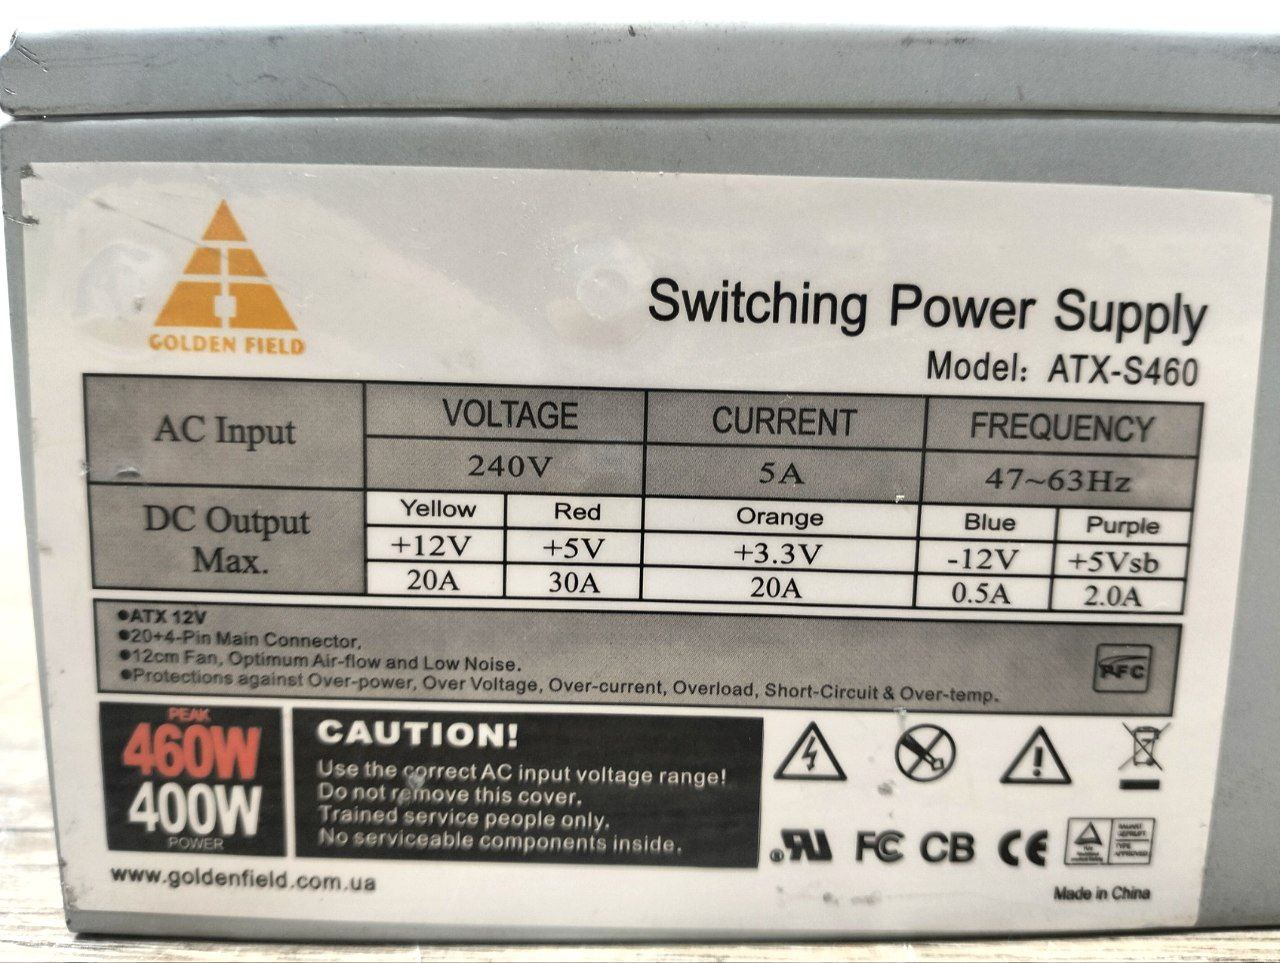 GOLDEN FIELD
Switching Power Supply
Model: ATX-S460
AC Input
VOLTAGE CURRENT FREQUENCY
240V 5A 47~63Hz
DC Output
Max.
Yellow Red Orange Blue Purple
+12V +5V +3.3V -12V +5Vsb
20A 30A 20A 0.5A 2.0A
●ATX 12V
●20+4-Pin Main Connector,
●12cm Fan, Optimum Air-flow and Low Noise.
●Protections against Over-power, Over Voltage, Over-current, Overload, Short-Circuit & Over-temp.
PFC
PEAK
460W
400W
POWER
CAUTION!
Use the correct AC input voltage range!
Do not remove this cover.
Trained service people only.
No serviceable components inside.
FC CB CE
www.goldenfield.com.ua
Made in China